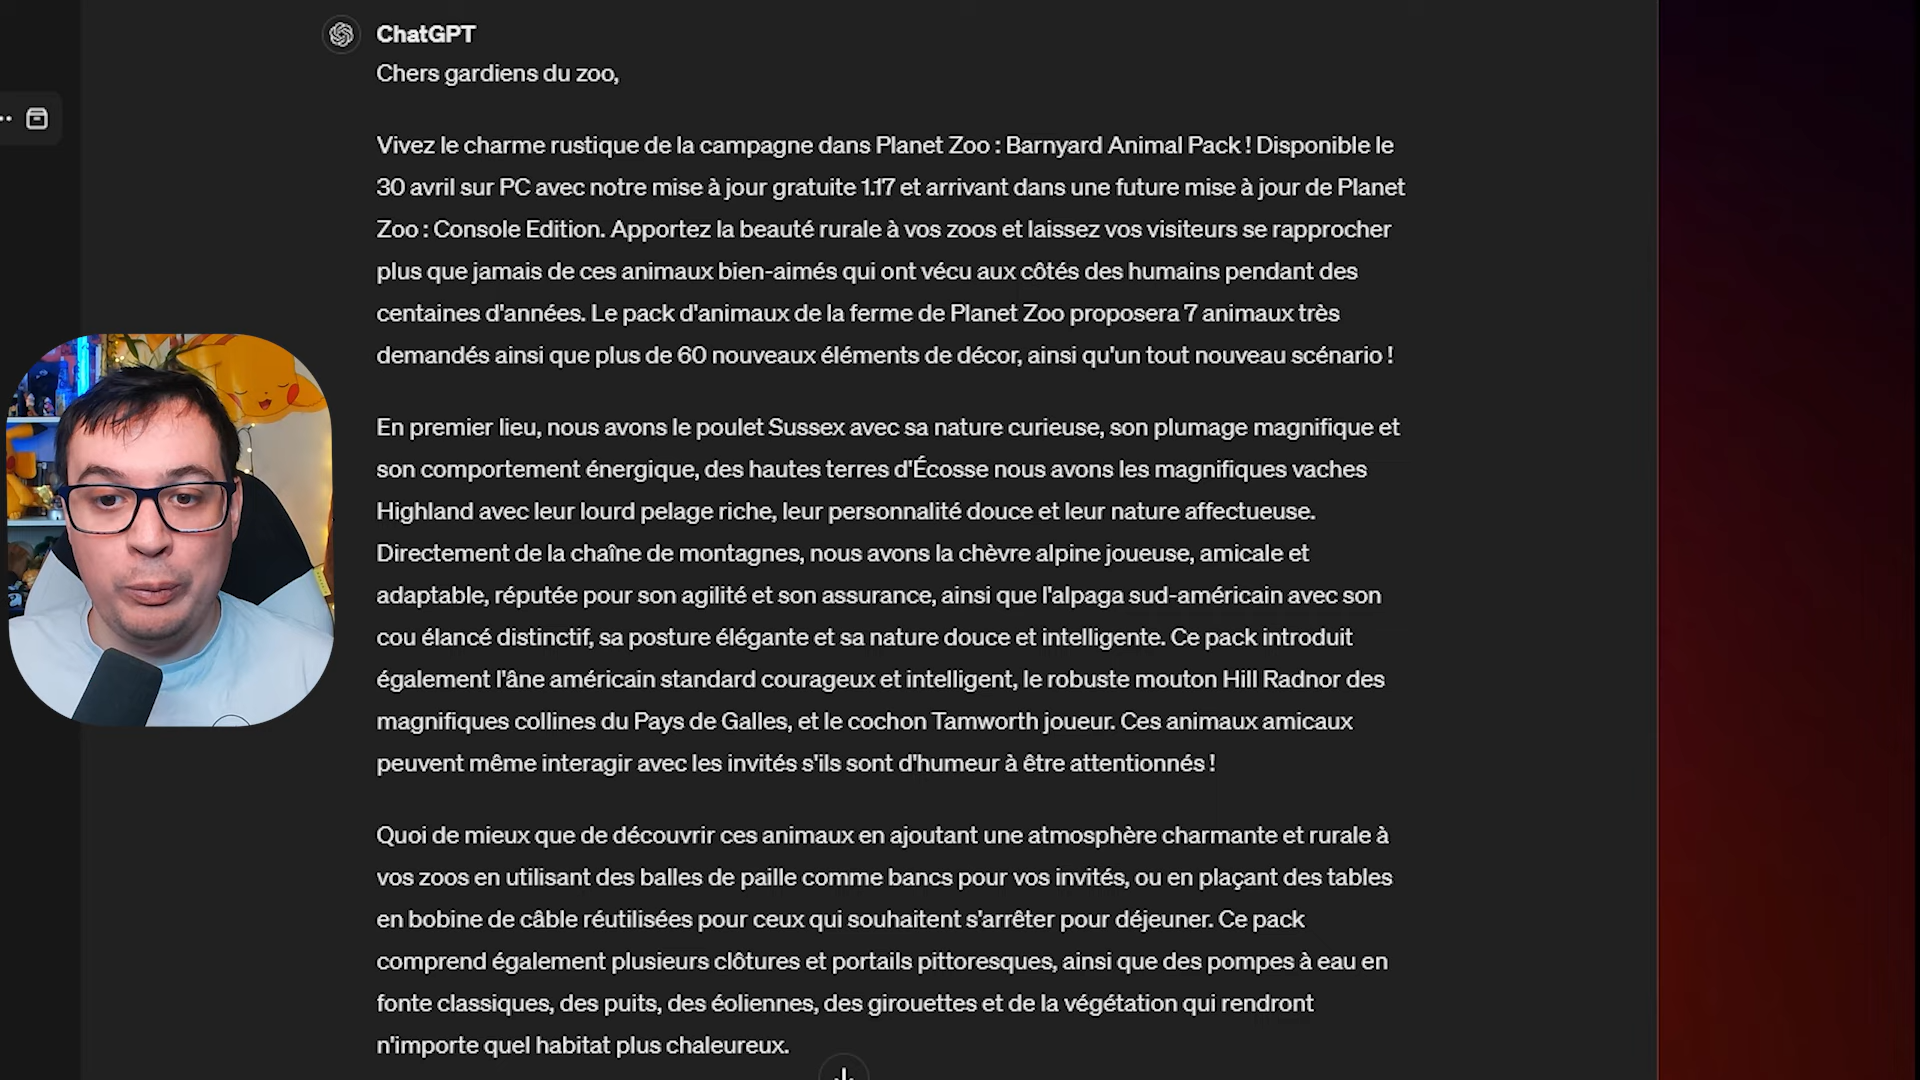 ChatGPT
Chers gardiens du zoo,
Vivez le charme rustique de la campagne dans Planet Zoo : Barnyard Animal Pack ! Disponible le
30 avril sur PC avec notre mise à jour gratuite 1.17 et arrivant dans une future mise à jour de Planet
Zoo : Console Edition. Apportez la beauté rurale à vos zoos et laissez vos visiteurs se rapprocher
plus que jamais de ces animaux bien-aimés qui ont vécu aux côtés des humains pendant des
centaines d'années. Le pack d'animaux de la ferme de Planet Zoo proposera 7 animaux très
demandés ainsi que plus de 60 nouveaux éléments de décor, ainsi qu'un tout nouveau scénario !
En premier lieu, nous avons le poulet Sussex avec sa nature curieuse, son plumage magnifique et
son comportement énergique, des hautes terres d'Écosse nous avons les magnifiques vaches
Highland avec leur lourd pelage riche, leur personnalité douce et leur nature affectueuse.
Directement de la chaîne de montagnes, nous avons la chèvre alpine joueuse, amicale et
adaptable, réputée pour son agilité et son assurance, ainsi que l'alpaga sud-américain avec son
cou élancé distinctif, sa posture élégante et sa nature douce et intelligente. Ce pack introduit
également l'âne américain standard courageux et intelligent, le robuste mouton Hill Radnor des
magnifiques collines du Pays de Galles, et le cochon Tamworth joueur. Ces animaux amicaux
peuvent même interagir avec les invités s'ils sont d'humeur à être attentionnés !
Quoi de mieux que de découvrir ces animaux en ajoutant une atmosphère charmante et rurale à
vos zoos en utilisant des balles de paille comme bancs pour vos invités, ou en plaçant des tables
en bobine de câble réutilisées pour ceux qui souhaitent s'arrêter pour déjeuner. Ce pack
comprend également plusieurs clôtures et portails pittoresques, ainsi que des pompes à eau en
fonte classiques, des puits, des éoliennes, des girouettes et de la végétation qui rendront
n'importe quel habitat plus chaleureux.